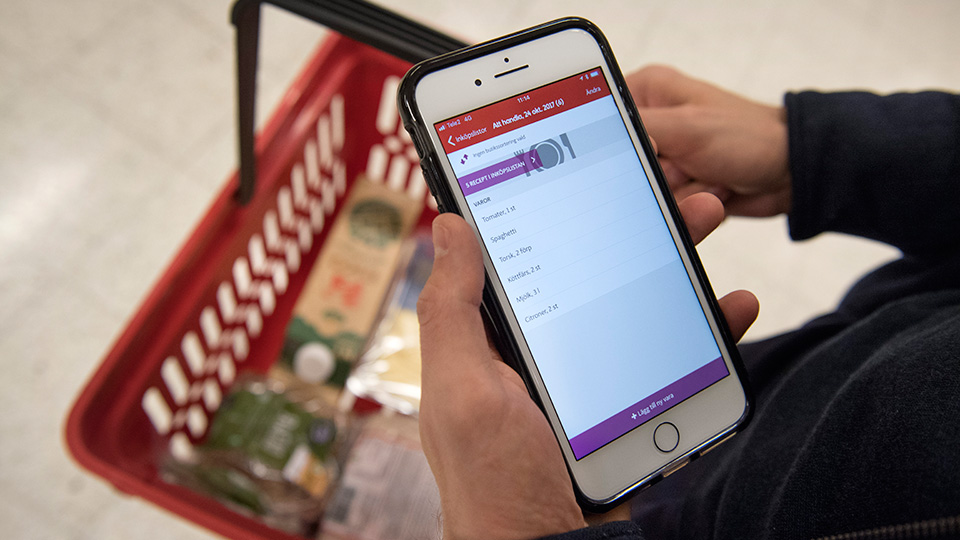 Tele2 4G
11:14
Inköpslistor
Att handla, 24 okt. 2017 (6)
Ändra
Ingen butikssortering vald
5 RECEPT I INKÖPSLISTAN
VAROR
Tomater, 1 st
Spaghetti
Torsk, 2 förp
Köttfärs, 2 st
Mjölk, 3 l
Citroner, 2 st
+ Lägg till ny vara